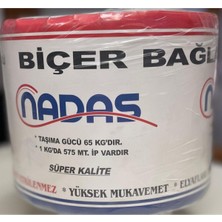 BİÇER BAĞL
NADAS
* TAŞIMA GÜCÜ 65 KG'DIR.
* 1 KG'DA 575 MT. İP VARDIR
SÜPER KALİTE
* YÜKSEK MUKAVEMET *